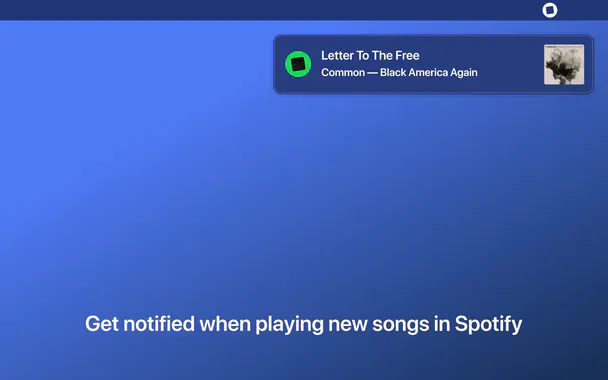 Letter To The Free
Common — Black America Again
Get notified when playing new songs in Spotify